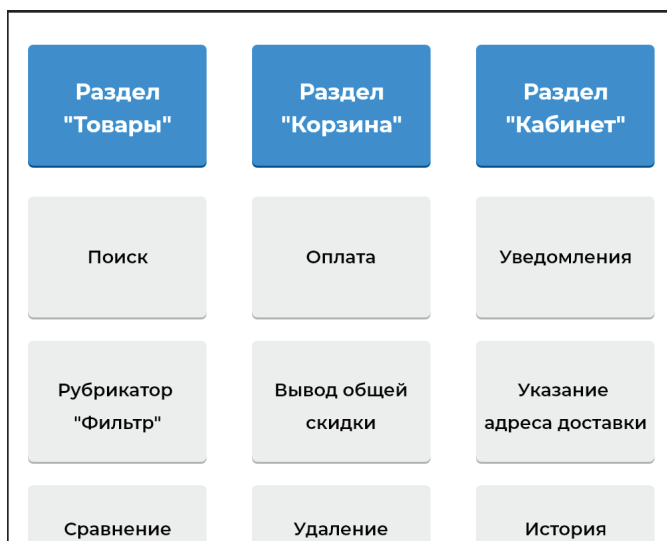 Раздел
"Товары"
Раздел
"Корзина"
Раздел
"Кабинет"
Поиск
Оплата
Уведомления
Рубрикатор
"Фильтр"
Вывод общей
скидки
Указание
адреса доставки
Сравнение
Удаление
История